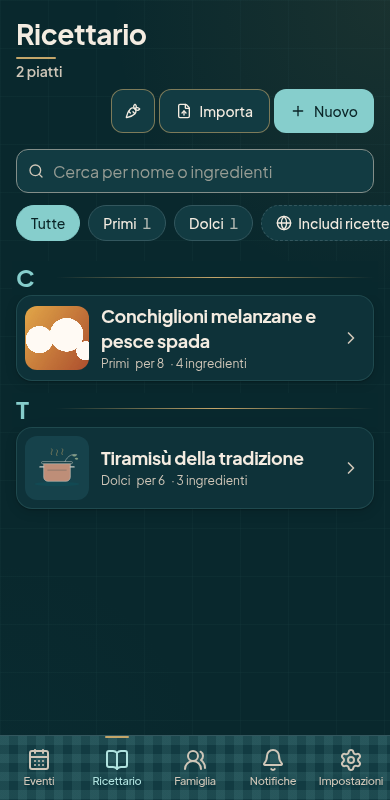 Ricettario
2 piatti
Importa
Nuovo
Cerca per nome o ingredienti
Tutte
Primi 1
Dolci 1
Includi ricette
C
Conchiglioni melanzane e
pesce spada
Primi per 8 · 4 ingredienti
T
Tiramisù della tradizione
Dolci per 6 · 3 ingredienti
Eventi
Ricettario
Famiglia
Notifiche
Impostazioni